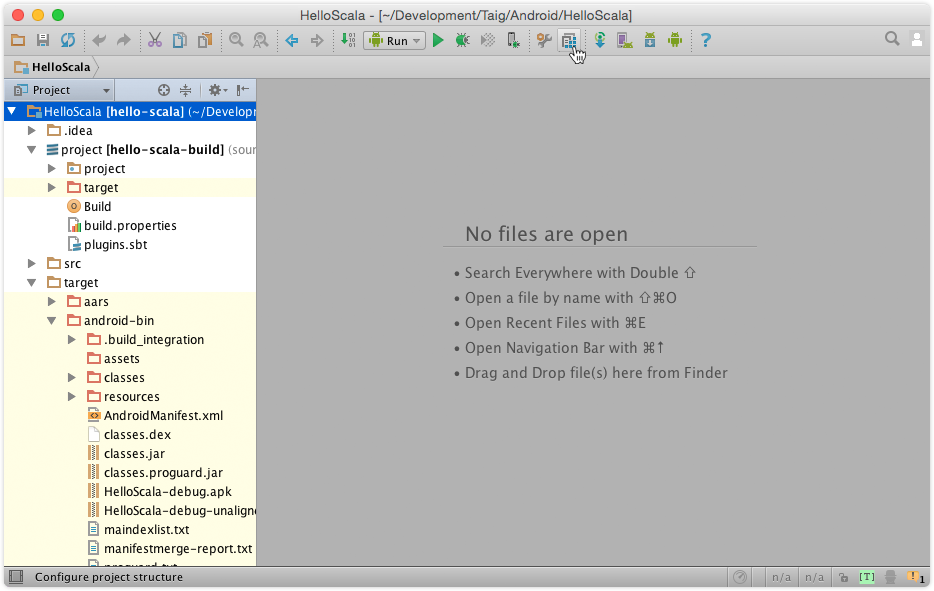 HelloScala - [~/Development/Taig/Android/HelloScala]
Run
?
HelloScala
Project
HelloScala [hello-scala] (~/Develop
.idea
project [hello-scala-build] (sour
project
target
Build
build.properties
plugins.sbt
src
target
aars
android-bin
.build_integration
assets
classes
resources
AndroidManifest.xml
classes.dex
classes.jar
classes.proguard.jar
HelloScala-debug.apk
HelloScala-debug-unaligne
maindexlist.txt
manifestmerge-report.txt
proguard.txt
No files are open
• Search Everywhere with Double ⇧
• Open a file by name with ⇧⌘O
• Open Recent Files with ⌘E
• Open Navigation Bar with ⌘↑
• Drag and Drop file(s) here from Finder
Configure project structure
n/a
n/a
[T]
1